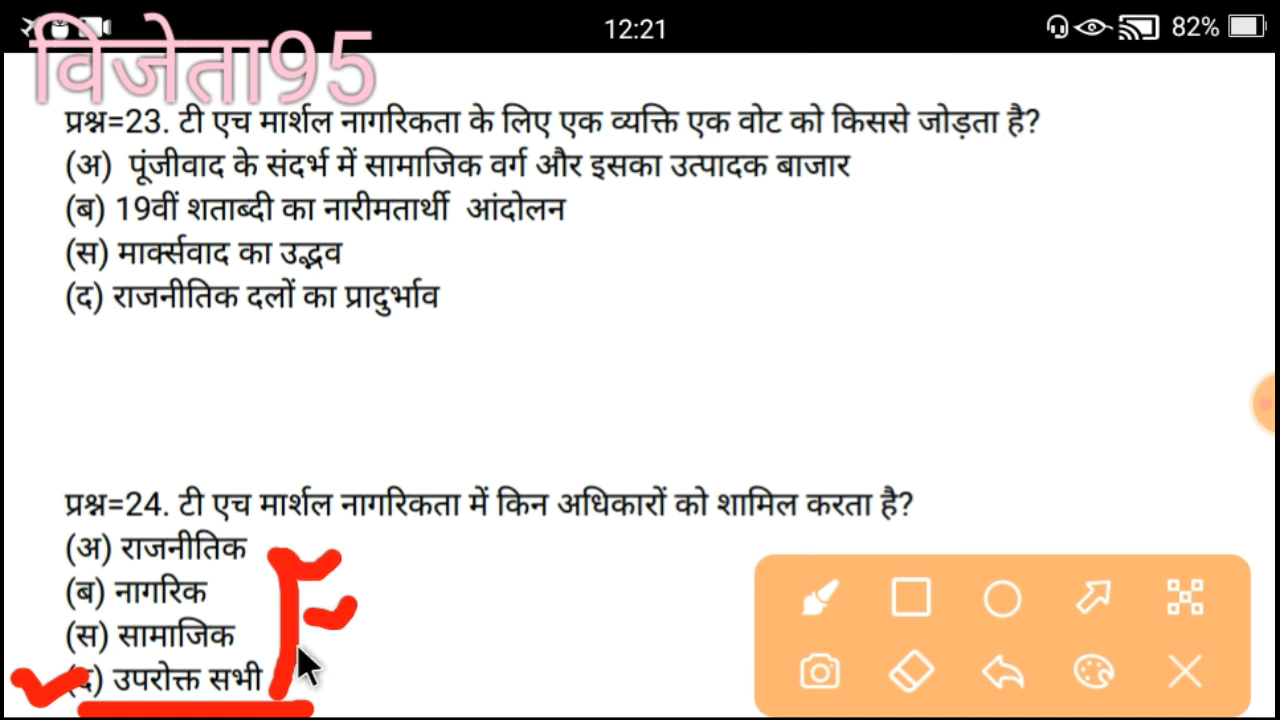 12:21
82%
विजेता95
प्रश्न=23. टी एच मार्शल नागरिकता के लिए एक व्यक्ति एक वोट को किससे जोड़ता है?
(अ) पूंजीवाद के संदर्भ में सामाजिक वर्ग और इसका उत्पादक बाजार
(ब) 19वीं शताब्दी का नारीमतार्थी आंदोलन
(स) मार्क्सवाद का उद्भव
(द) राजनीतिक दलों का प्रादुर्भाव
प्रश्न=24. टी एच मार्शल नागरिकता में किन अधिकारों को शामिल करता है?
(अ) राजनीतिक
(ब) नागरिक
(स) सामाजिक
(द) उपरोक्त सभी